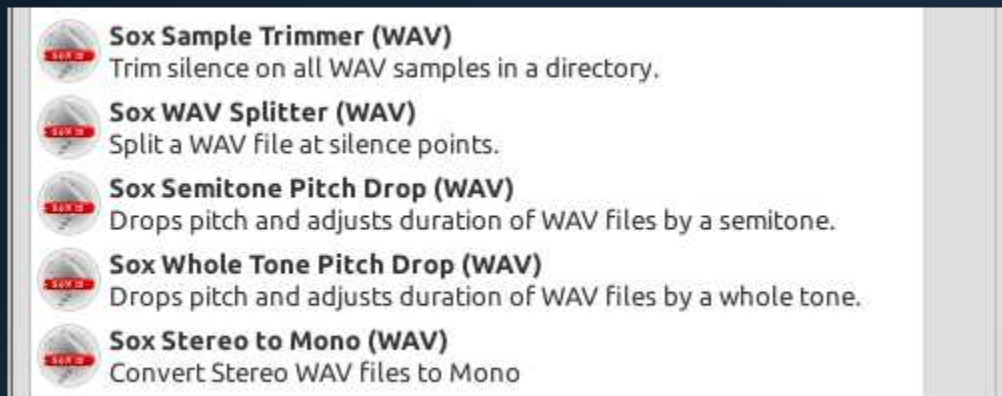 Sox Sample Trimmer (WAV)
Trim silence on all WAV samples in a directory.
Sox WAV Splitter (WAV)
Split a WAV file at silence points.
Sox Semitone Pitch Drop (WAV)
Drops pitch and adjusts duration of WAV files by a semitone.
Sox Whole Tone Pitch Drop (WAV)
Drops pitch and adjusts duration of WAV files by a whole tone.
Sox Stereo to Mono (WAV)
Convert Stereo WAV files to Mono